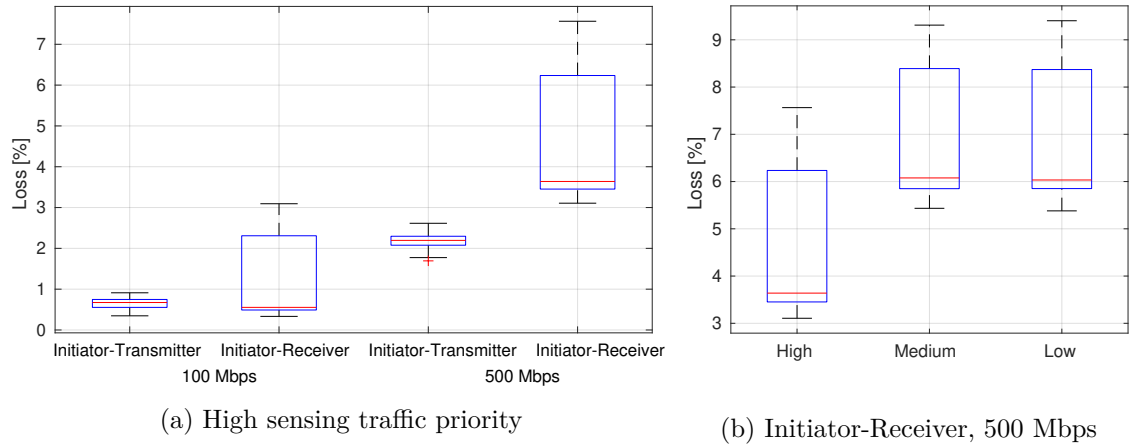 7
6
5
4
3
2
1
0
Loss [%]
Initiator-Transmitter Initiator-Receiver Initiator-Transmitter Initiator-Receiver
100 Mbps 500 Mbps
(a) High sensing traffic priority
9
8
7
6
5
4
3
Loss [%]
High Medium Low
(b) Initiator-Receiver, 500 Mbps